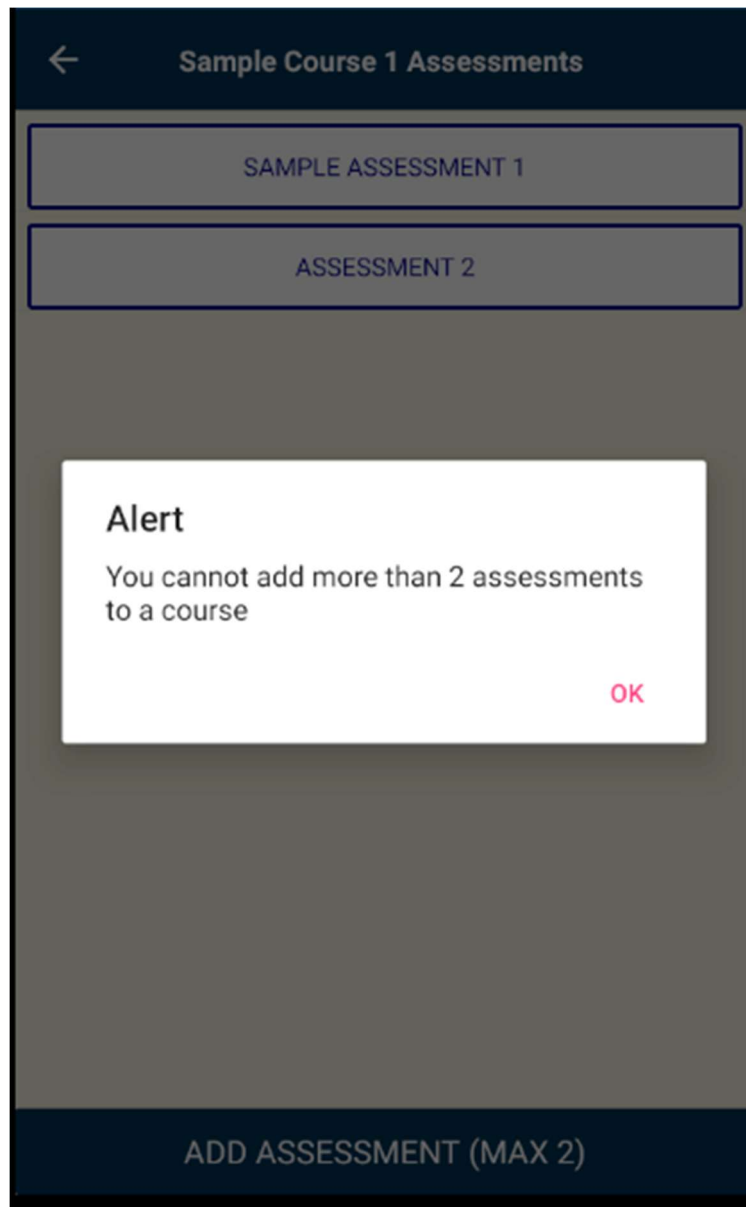 Sample Course 1 Assessments
SAMPLE ASSESSMENT 1
ASSESSMENT 2
Alert
You cannot add more than 2 assessments
to a course
OK
ADD ASSESSMENT (MAX 2)